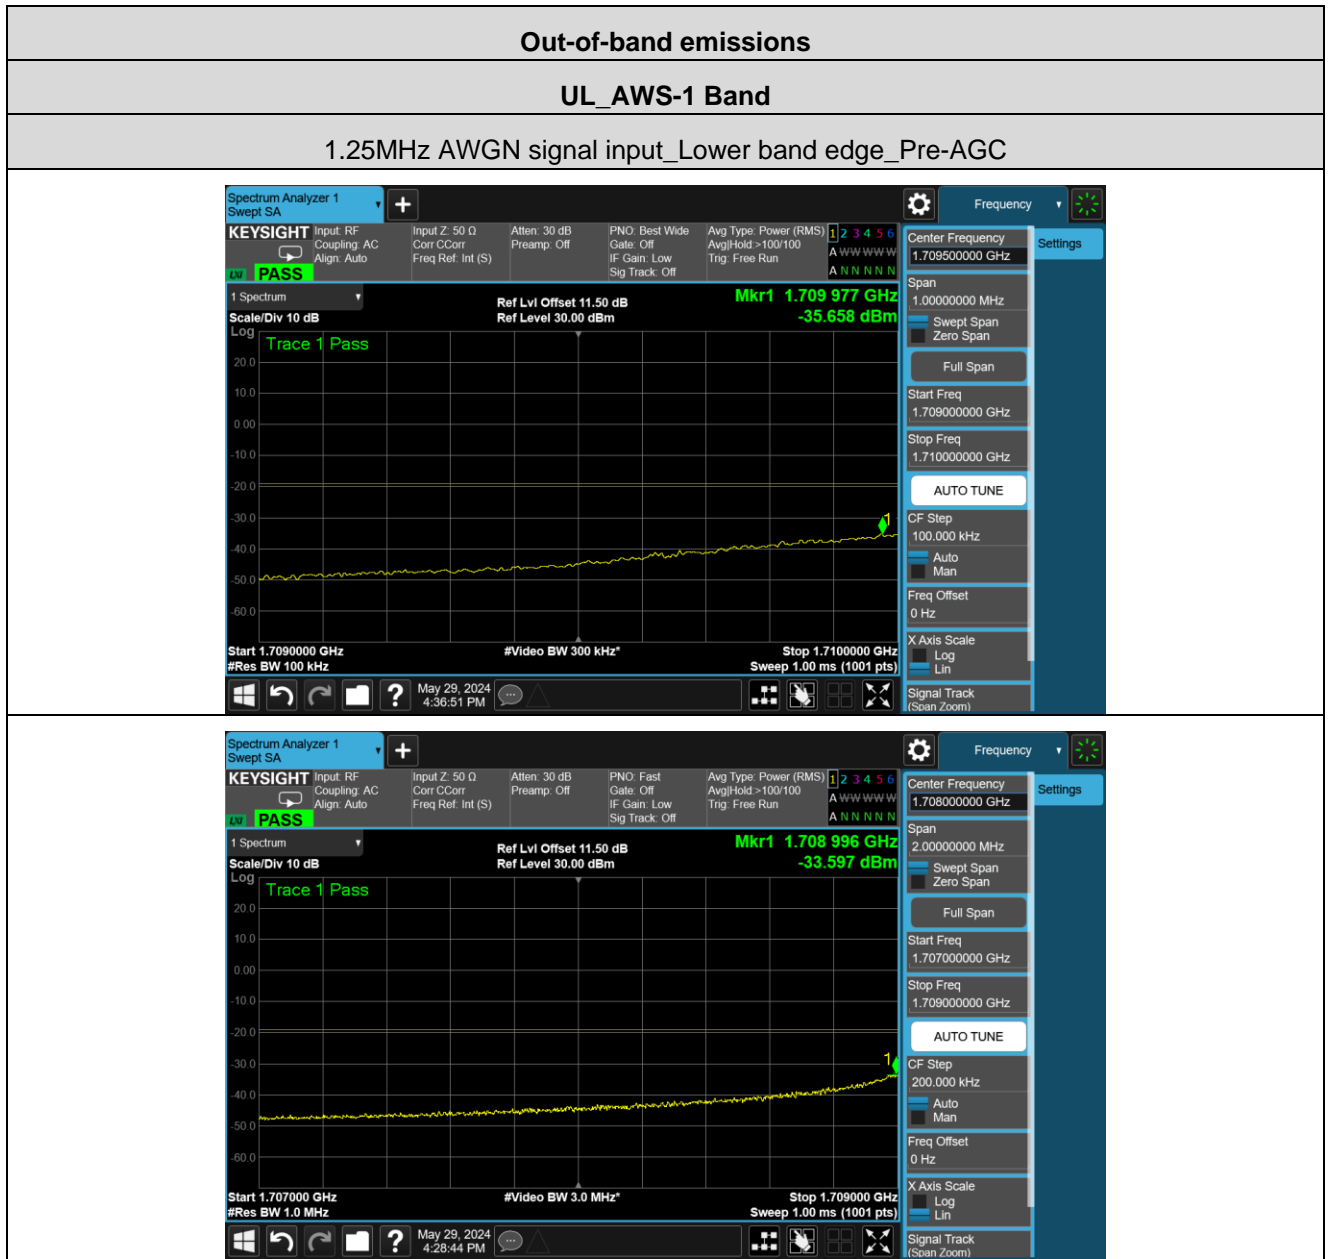 Out-of-band emissions
UL_AWS-1 Band
1.25MHz AWGN signal input_Lower band edge_Pre-AGC
Spectrum Analyzer 1
Swept SA
Frequency
KEYSIGHT
Input: RF
Coupling: AC
Align: Auto
Input Z: 50 Ω
Corr CCorr
Freq Ref: Int (S)
Atten: 30 dB
Preamp: Off
PNO: Best Wide
Gate: Off
IF Gain: Low
Sig Track: Off
Avg Type: Power (RMS)
Avg|Hold:>100/100
Trig: Free Run
1 2 3 4 5 6
A W W W W W
A N N N N N
LXI PASS
1 Spectrum
Scale/Div 10 dB
Ref Lvl Offset 11.50 dB
Ref Level 30.00 dBm
Mkr1 1.709 977 GHz
-35.658 dBm
Log
Trace 1 Pass
20.0
10.0
0.00
-10.0
-20.0
-30.0
-40.0
-50.0
-60.0
1
Start 1.7090000 GHz
#Res BW 100 kHz
#Video BW 300 kHz*
Stop 1.7100000 GHz
Sweep 1.00 ms (1001 pts)
May 29, 2024
4:36:51 PM
Center Frequency
1.709500000 GHz
Settings
Span
1.00000000 MHz
Swept Span
Zero Span
Full Span
Start Freq
1.709000000 GHz
Stop Freq
1.710000000 GHz
AUTO TUNE
CF Step
100.000 kHz
Auto
Man
Freq Offset
0 Hz
X Axis Scale
Log
Lin
Signal Track
(Span Zoom)
Spectrum Analyzer 1
Swept SA
Frequency
KEYSIGHT
Input: RF
Coupling: AC
Align: Auto
Input Z: 50 Ω
Corr CCorr
Freq Ref: Int (S)
Atten: 30 dB
Preamp: Off
PNO: Fast
Gate: Off
IF Gain: Low
Sig Track: Off
Avg Type: Power (RMS)
Avg|Hold:>100/100
Trig: Free Run
1 2 3 4 5 6
A W W W W W
A N N N N N
LXI PASS
1 Spectrum
Scale/Div 10 dB
Ref Lvl Offset 11.50 dB
Ref Level 30.00 dBm
Mkr1 1.708 996 GHz
-33.597 dBm
Log
Trace 1 Pass
20.0
10.0
0.00
-10.0
-20.0
-30.0
-40.0
-50.0
-60.0
1
Start 1.707000 GHz
#Res BW 1.0 MHz
#Video BW 3.0 MHz*
Stop 1.709000 GHz
Sweep 1.00 ms (1001 pts)
May 29, 2024
4:28:44 PM
Center Frequency
1.708000000 GHz
Settings
Span
2.00000000 MHz
Swept Span
Zero Span
Full Span
Start Freq
1.707000000 GHz
Stop Freq
1.709000000 GHz
AUTO TUNE
CF Step
200.000 kHz
Auto
Man
Freq Offset
0 Hz
X Axis Scale
Log
Lin
Signal Track
(Span Zoom)